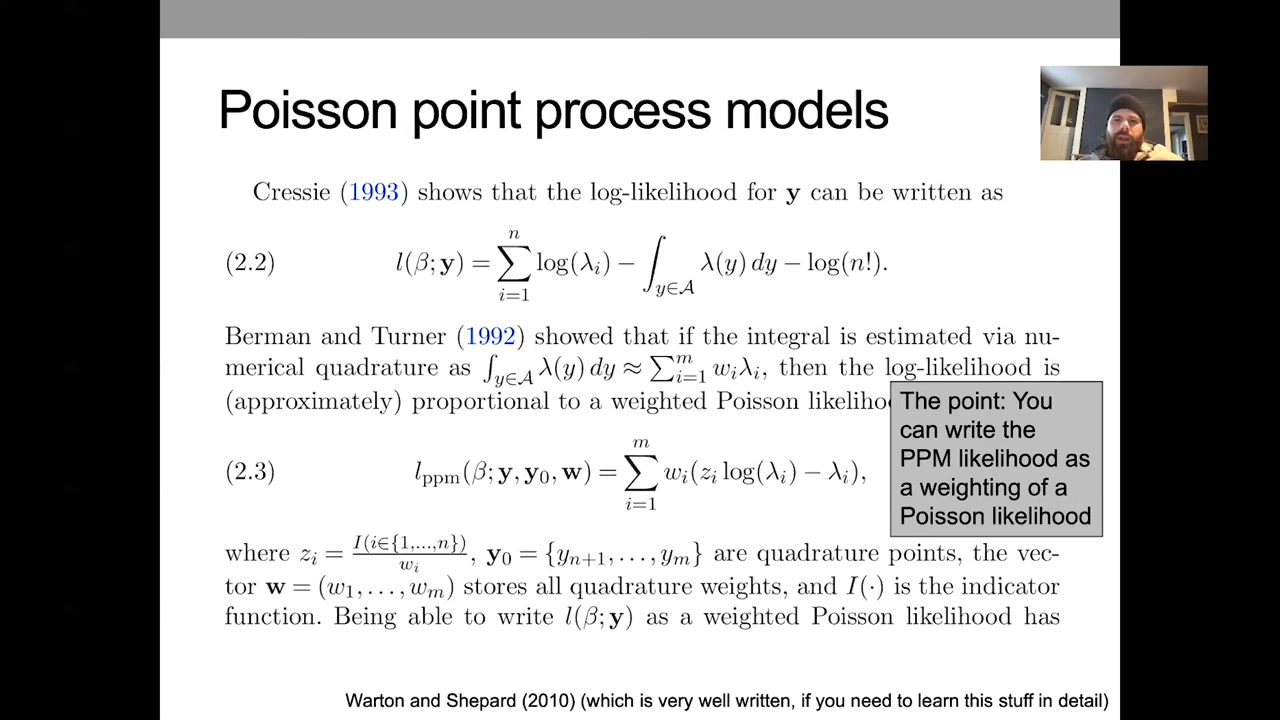 Poisson point process models
Cressie (1993) shows that the log-likelihood for y can be written as
(2.2) l(β; y) = ∑_{i=1}^{n} log(λ_i) − ∫_{y∈𝒜} λ(y) dy − log(n!).
Berman and Turner (1992) showed that if the integral is estimated via nu-
merical quadrature as ∫_{y∈𝒜} λ(y) dy ≈ ∑_{i=1}^{m} w_i λ_i, then the log-likelihood is
(approximately) proportional to a weighted Poisson likeliho
The point: You
can write the
PPM likelihood as
a weighting of a
Poisson likelihood
(2.3) l_ppm(β; y, y_0, w) = ∑_{i=1}^{m} w_i(z_i log(λ_i) − λ_i),
where z_i = I(i∈{1,...,n})/w_i, y_0 = {y_{n+1}, . . . , y_m} are quadrature points, the vec-
tor w = (w_1, . . . , w_m) stores all quadrature weights, and I(·) is the indicator
function. Being able to write l(β; y) as a weighted Poisson likelihood has
Warton and Shepard (2010) (which is very well written, if you need to learn this stuff in detail)